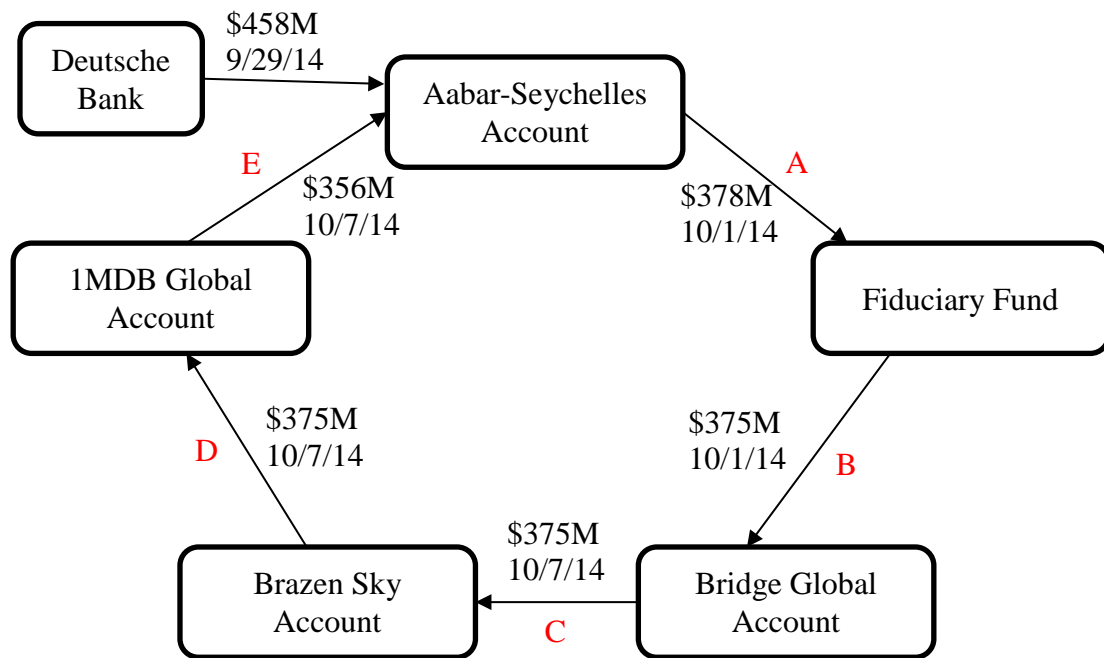 $458M
9/29/14
Deutsche
Bank
Aabar-Seychelles
Account
E
A
$356M
10/7/14
$378M
10/1/14
1MDB Global
Account
Fiduciary Fund
$375M
10/7/14
D
$375M
10/1/14
B
$375M
10/7/14
Brazen Sky
Account
Bridge Global
Account
C